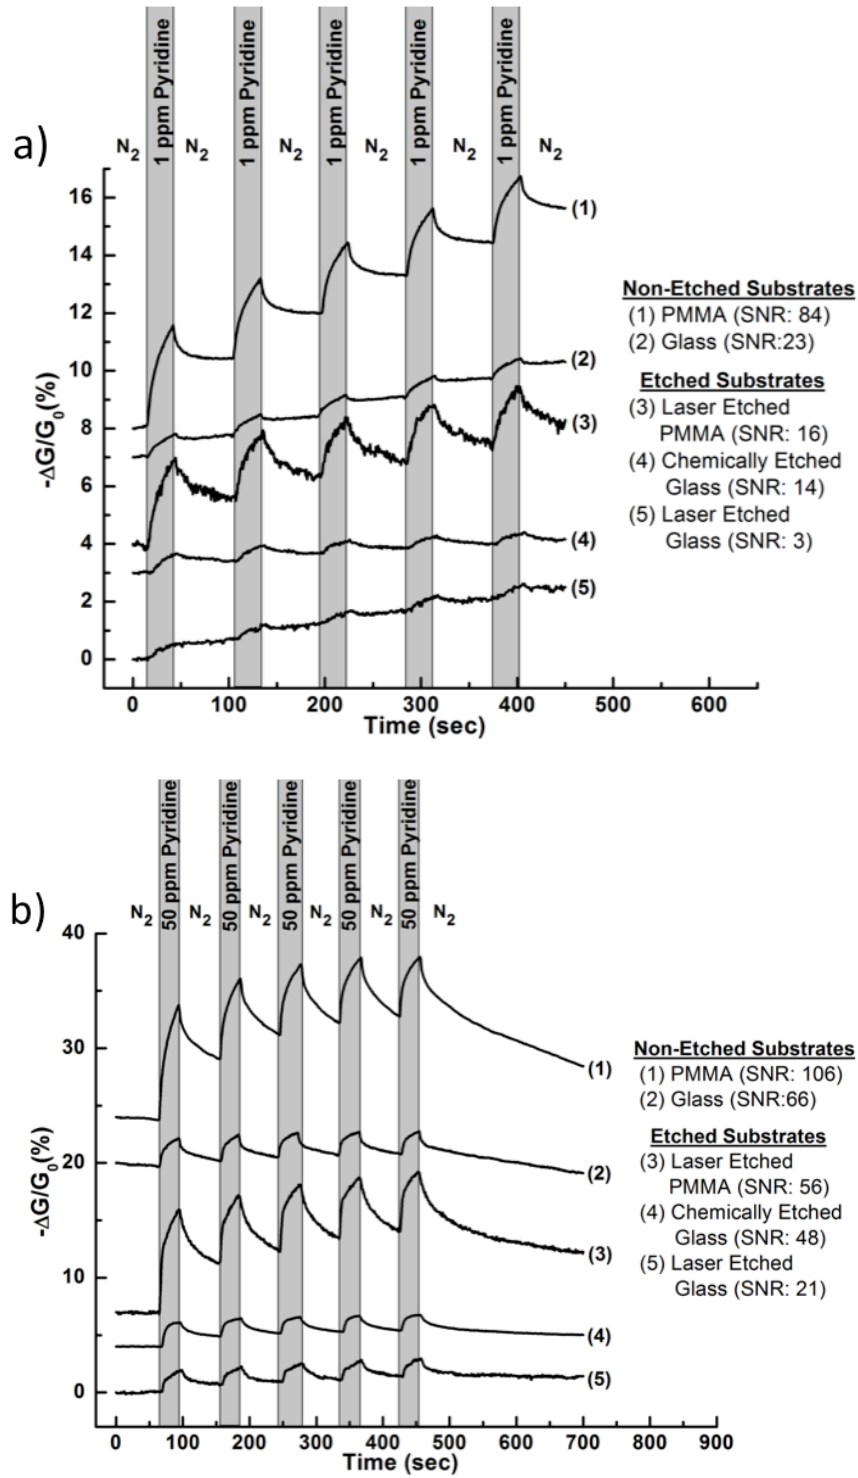 a)
N2
1 ppm Pyridine
N2
1 ppm Pyridine
N2
1 ppm Pyridine
N2
1 ppm Pyridine
N2
1 ppm Pyridine
N2
-ΔG/G0(%)
16
14
12
10
8
6
4
2
0
(1)
(2)
(3)
(4)
(5)
0 100 200 300 400 500 600
Time (sec)
Non-Etched Substrates
(1) PMMA (SNR: 84)
(2) Glass (SNR:23)
Etched Substrates
(3) Laser Etched
PMMA (SNR: 16)
(4) Chemically Etched
Glass (SNR: 14)
(5) Laser Etched
Glass (SNR: 3)
b)
N2
50 ppm Pyridine
N2
50 ppm Pyridine
N2
50 ppm Pyridine
N2
50 ppm Pyridine
N2
50 ppm Pyridine
N2
-ΔG/G0(%)
40
30
20
10
0
(1)
(2)
(3)
(4)
(5)
0 100 200 300 400 500 600 700 800 900
Time (sec)
Non-Etched Substrates
(1) PMMA (SNR: 106)
(2) Glass (SNR:66)
Etched Substrates
(3) Laser Etched
PMMA (SNR: 56)
(4) Chemically Etched
Glass (SNR: 48)
(5) Laser Etched
Glass (SNR: 21)